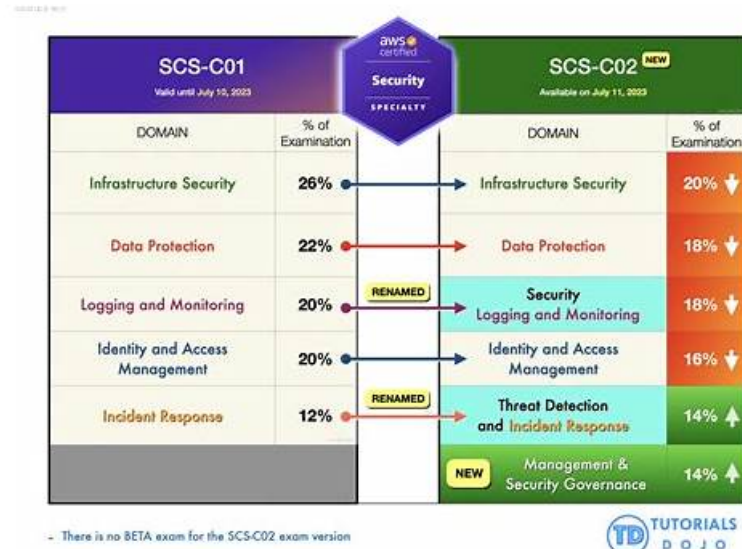 aws
certified
Security
SPECIALTY
SCS-C01
Valid until July 10, 2023
SCS-C02 NEW
Available on July 11, 2023
DOMAIN
% of
Examination
DOMAIN
% of
Examination
Infrastructure Security 26% Infrastructure Security 20%
Data Protection 22% Data Protection 18%
Logging and Monitoring 20% RENAMED Security
Logging and Monitoring 18%
Identity and Access
Management 20% Identity and Access
Management 16%
Incident Response 12% RENAMED Threat Detection
and Incident Response 14%
NEW Management &
Security Governance 14%
- There is no BETA exam for the SCS-C02 exam version
TD TUTORIALS
DOJO